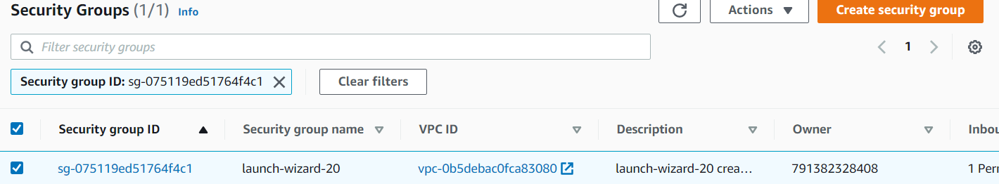 Security Groups (1/1) Info
Actions
Create security group
Filter security groups
1
Security group ID: sg-075119ed51764f4c1
Clear filters
Security group ID Security group name VPC ID Description Owner Inbou
sg-075119ed51764f4c1 launch-wizard-20 vpc-0b5debac0fca83080 launch-wizard-20 crea… 791382328408 1 Perr